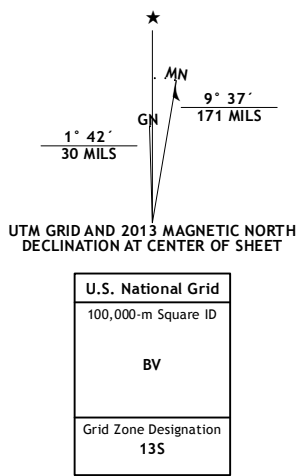 ★
MN
GN
9° 37´
171 MILS
1° 42´
30 MILS
UTM GRID AND 2013 MAGNETIC NORTH
DECLINATION AT CENTER OF SHEET
U.S. National Grid
100,000-m Square ID
BV
Grid Zone Designation
13S